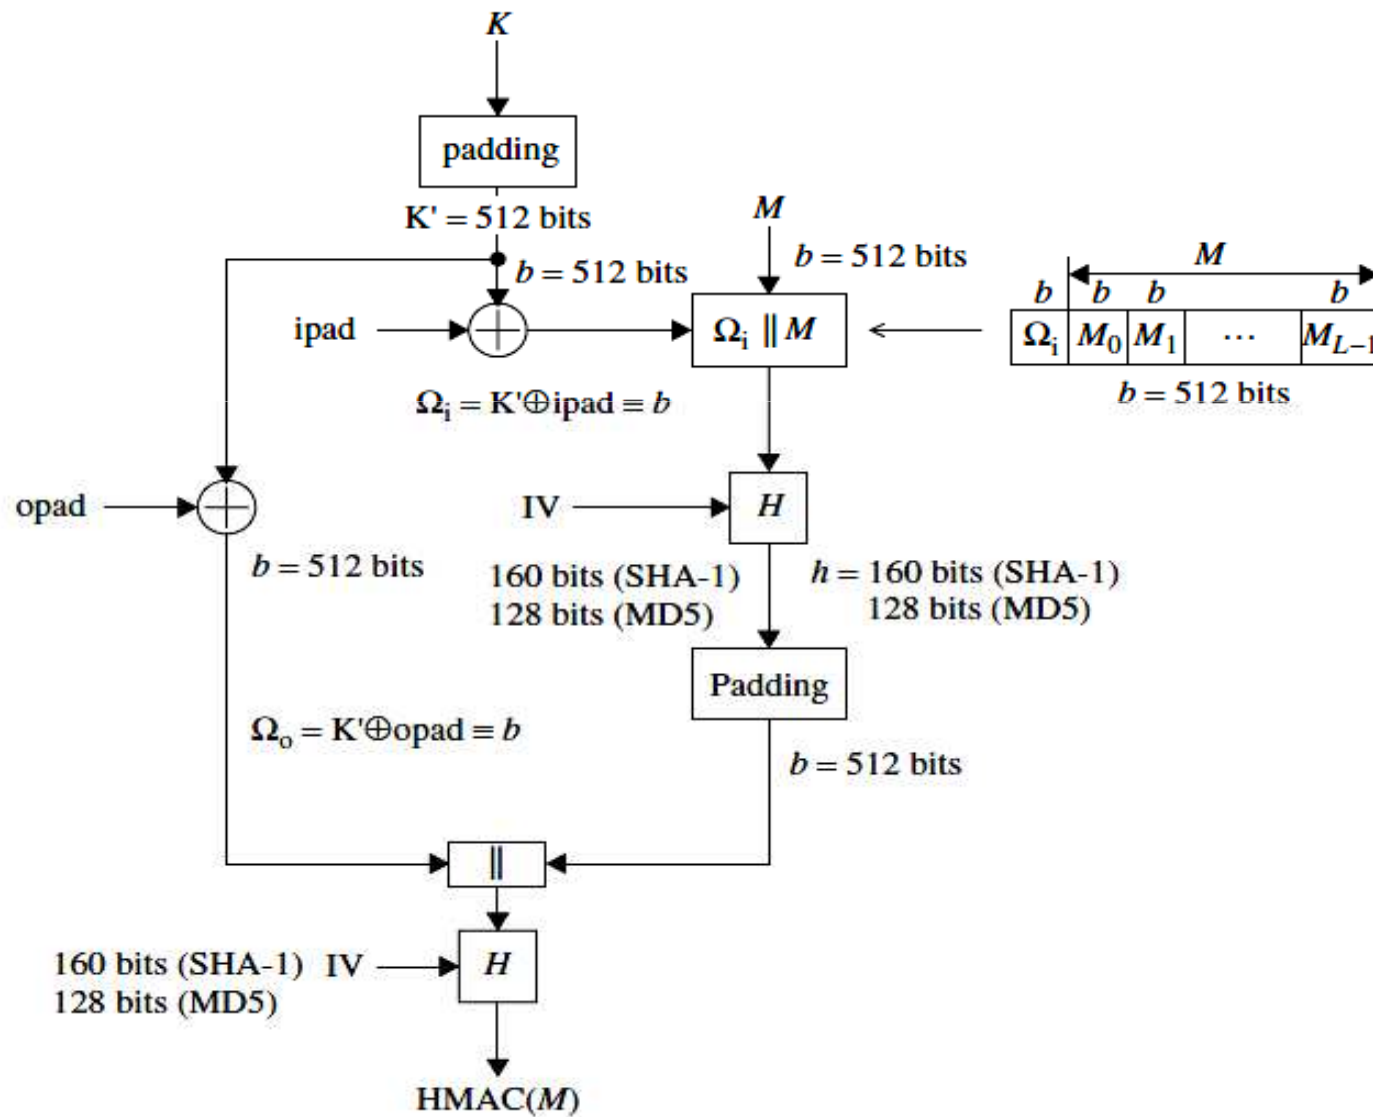 K
padding
K' = 512 bits
M
b = 512 bits
b = 512 bits
M
b b b b
ipad
Ωi || M
Ωi M0 M1 ... ML−1
b = 512 bits
Ωi = K'⊕ipad ≡ b
opad
IV
H
b = 512 bits
160 bits (SHA-1)
128 bits (MD5)
h = 160 bits (SHA-1)
128 bits (MD5)
Padding
Ωo = K'⊕opad ≡ b
b = 512 bits
||
160 bits (SHA-1) IV
128 bits (MD5)
H
HMAC(M)